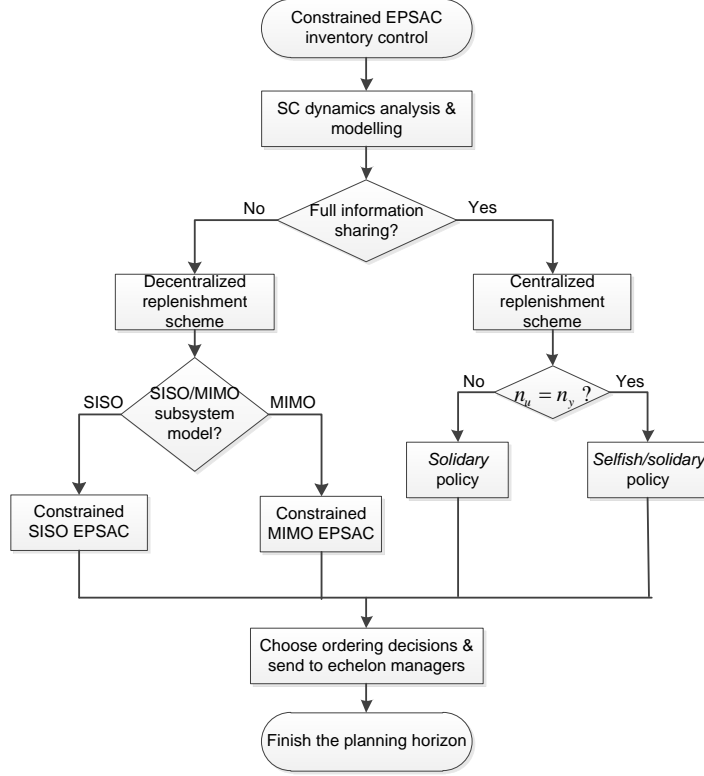 Constrained EPSAC
inventory control
SC dynamics analysis &
modelling
Full information
sharing?
No
Yes
Decentralized
replenishment
scheme
Centralized
replenishment
scheme
SISO/MIMO
subsystem
model?
SISO
MIMO
n_u = n_y ?
No
Yes
Solidary
policy
Selfish/solidary
policy
Constrained
SISO EPSAC
Constrained
MIMO EPSAC
Choose ordering decisions &
send to echelon managers
Finish the planning horizon